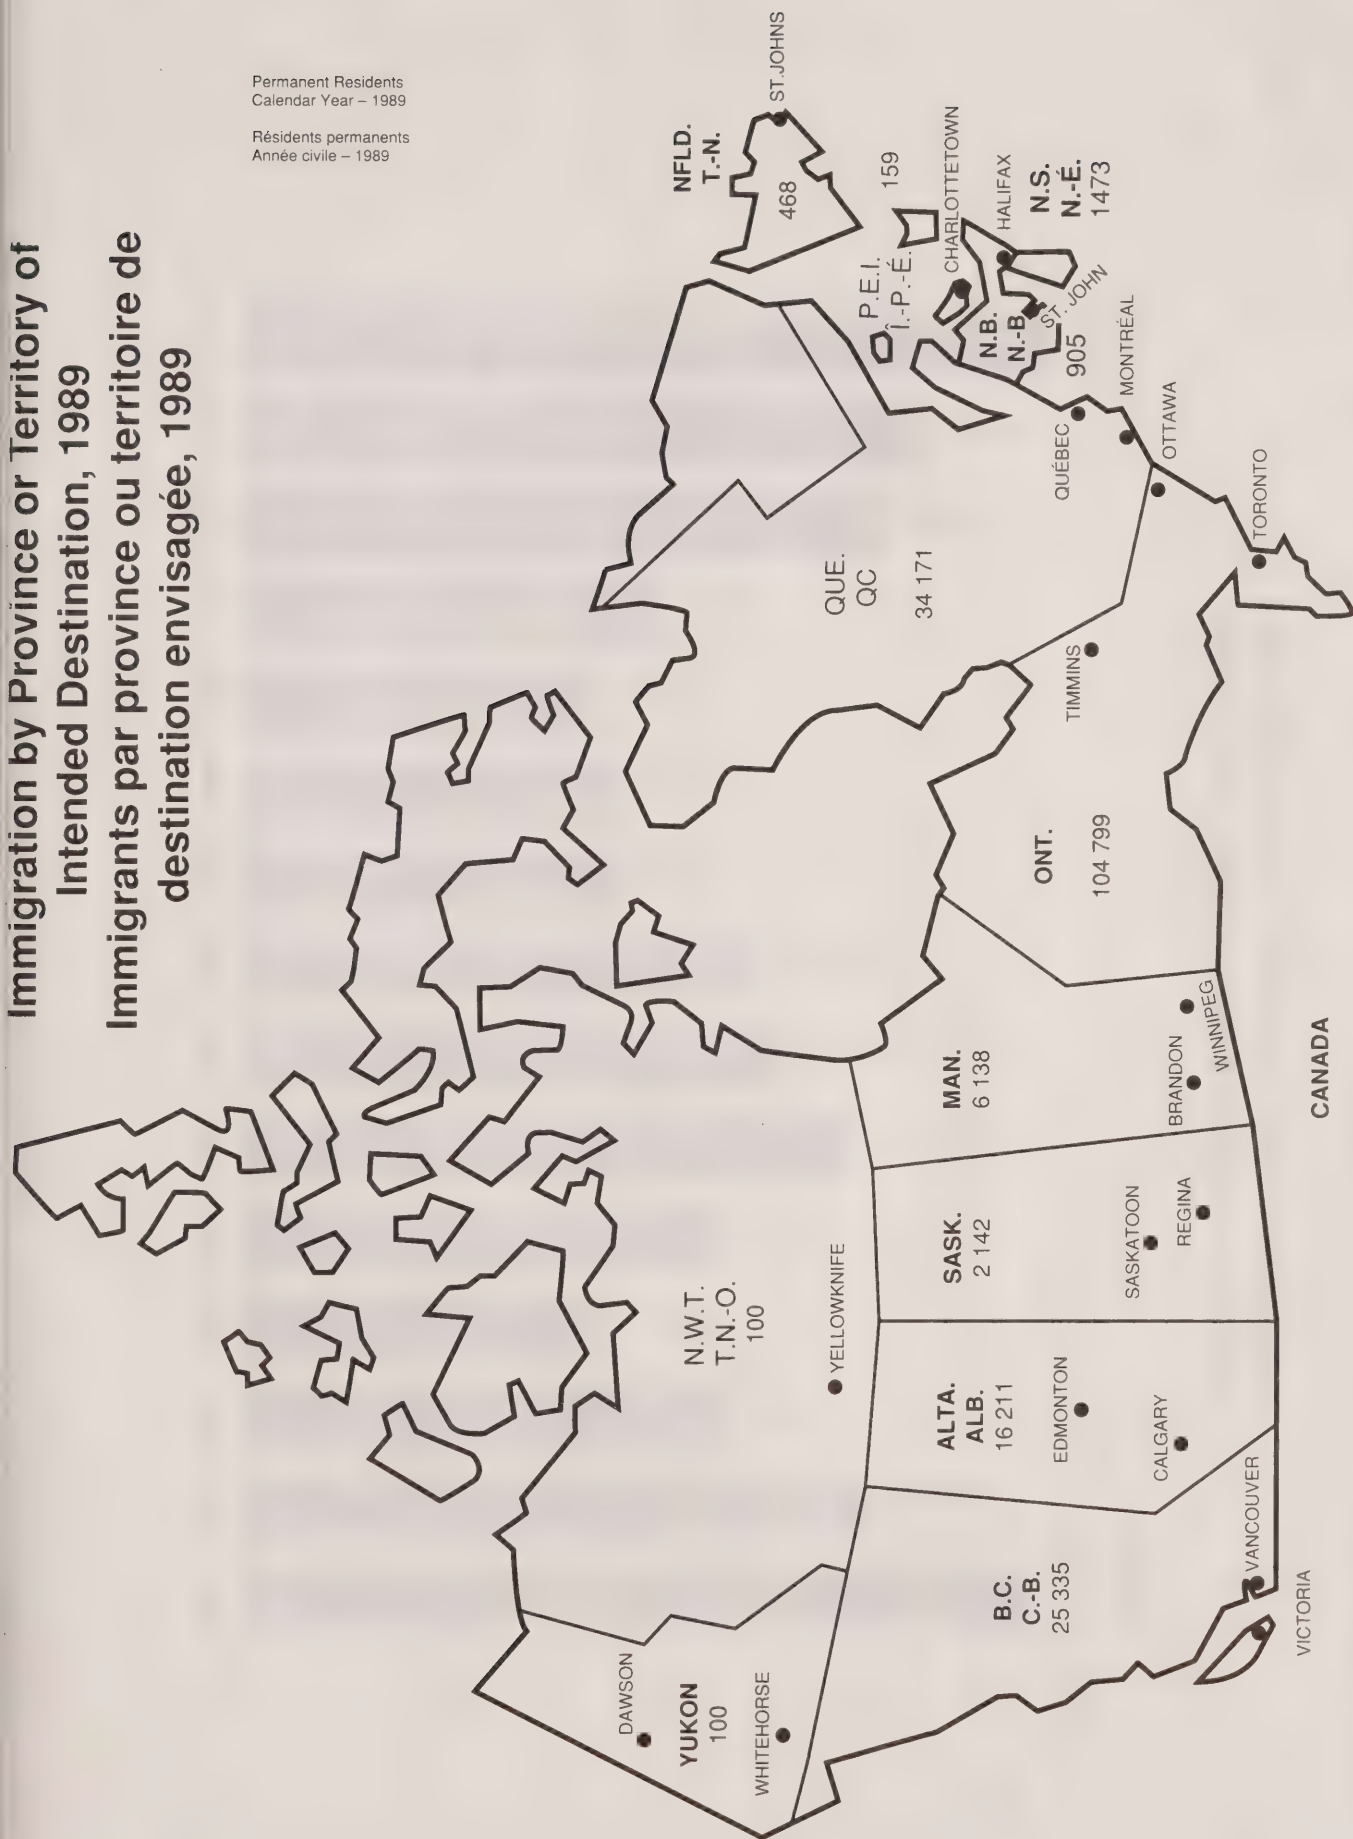 Immigration by Province or Territory of
Intended Destination, 1989
Immigrants par province ou territoire de
destination envisagée, 1989
Permanent Residents
Calendar Year – 1989
Résidents permanents
Année civile – 1989
DAWSON
YUKON
100
WHITEHORSE
N.W.T.
T.N.-O.
100
YELLOWKNIFE
B.C.
C.-B.
25 335
VANCOUVER
VICTORIA
ALTA.
ALB.
16 211
EDMONTON
CALGARY
SASK.
2 142
SASKATOON
REGINA
MAN.
6 138
BRANDON
WINNIPEG
ONT.
104 799
TIMMINS
TORONTO
OTTAWA
QUE.
QC
34 171
QUÉBEC
MONTRÉAL
NFLD.
T.-N.
468
ST.JOHNS
P.E.I.
Î.-P.-É.
159
CHARLOTTETOWN
N.B.
N.-B.
905
ST. JOHN
HALIFAX
N.S.
N.-É.
1473
CANADA